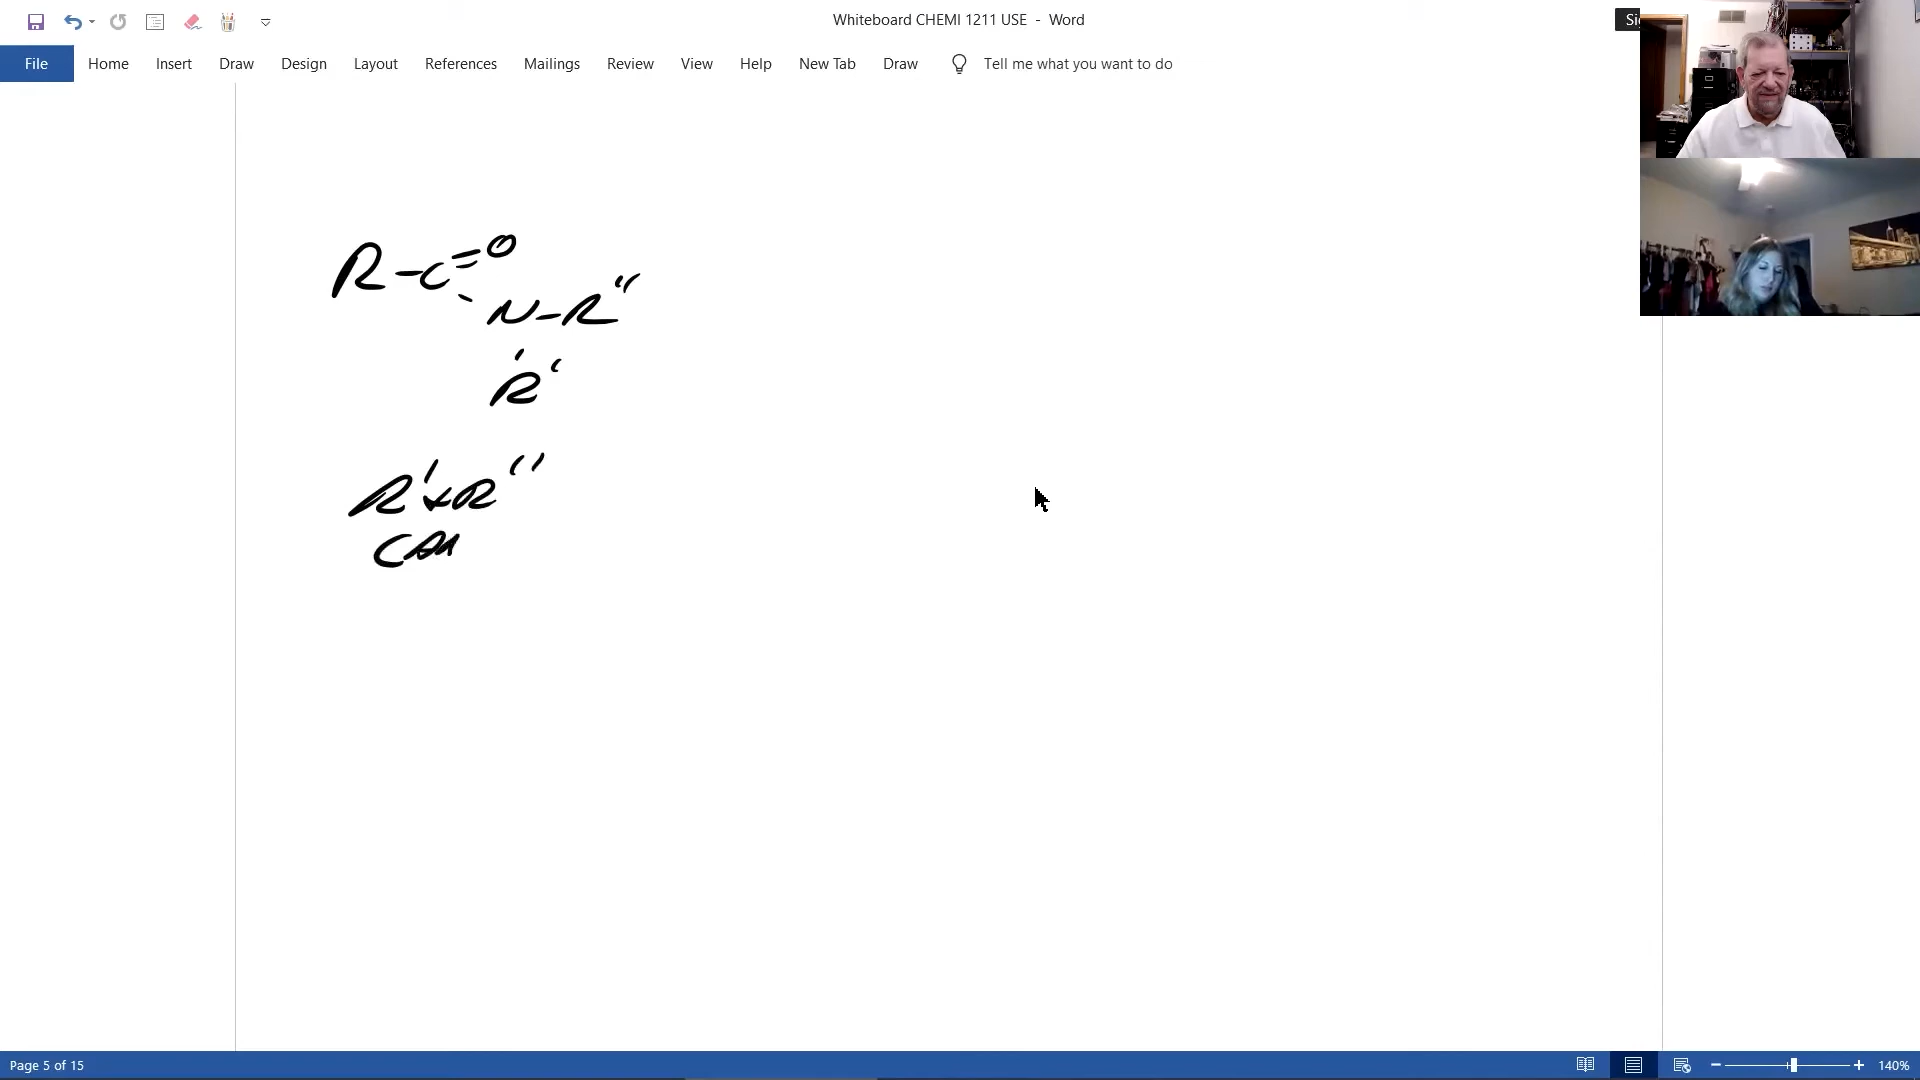 Whiteboard CHEMI 1211 USE - Word
File Home Insert Draw Design Layout References Mailings Review View Help New Tab Draw Tell me what you want to do
R-C=O
N-R"
R'
R' & R"
CAN
Page 5 of 15
140%